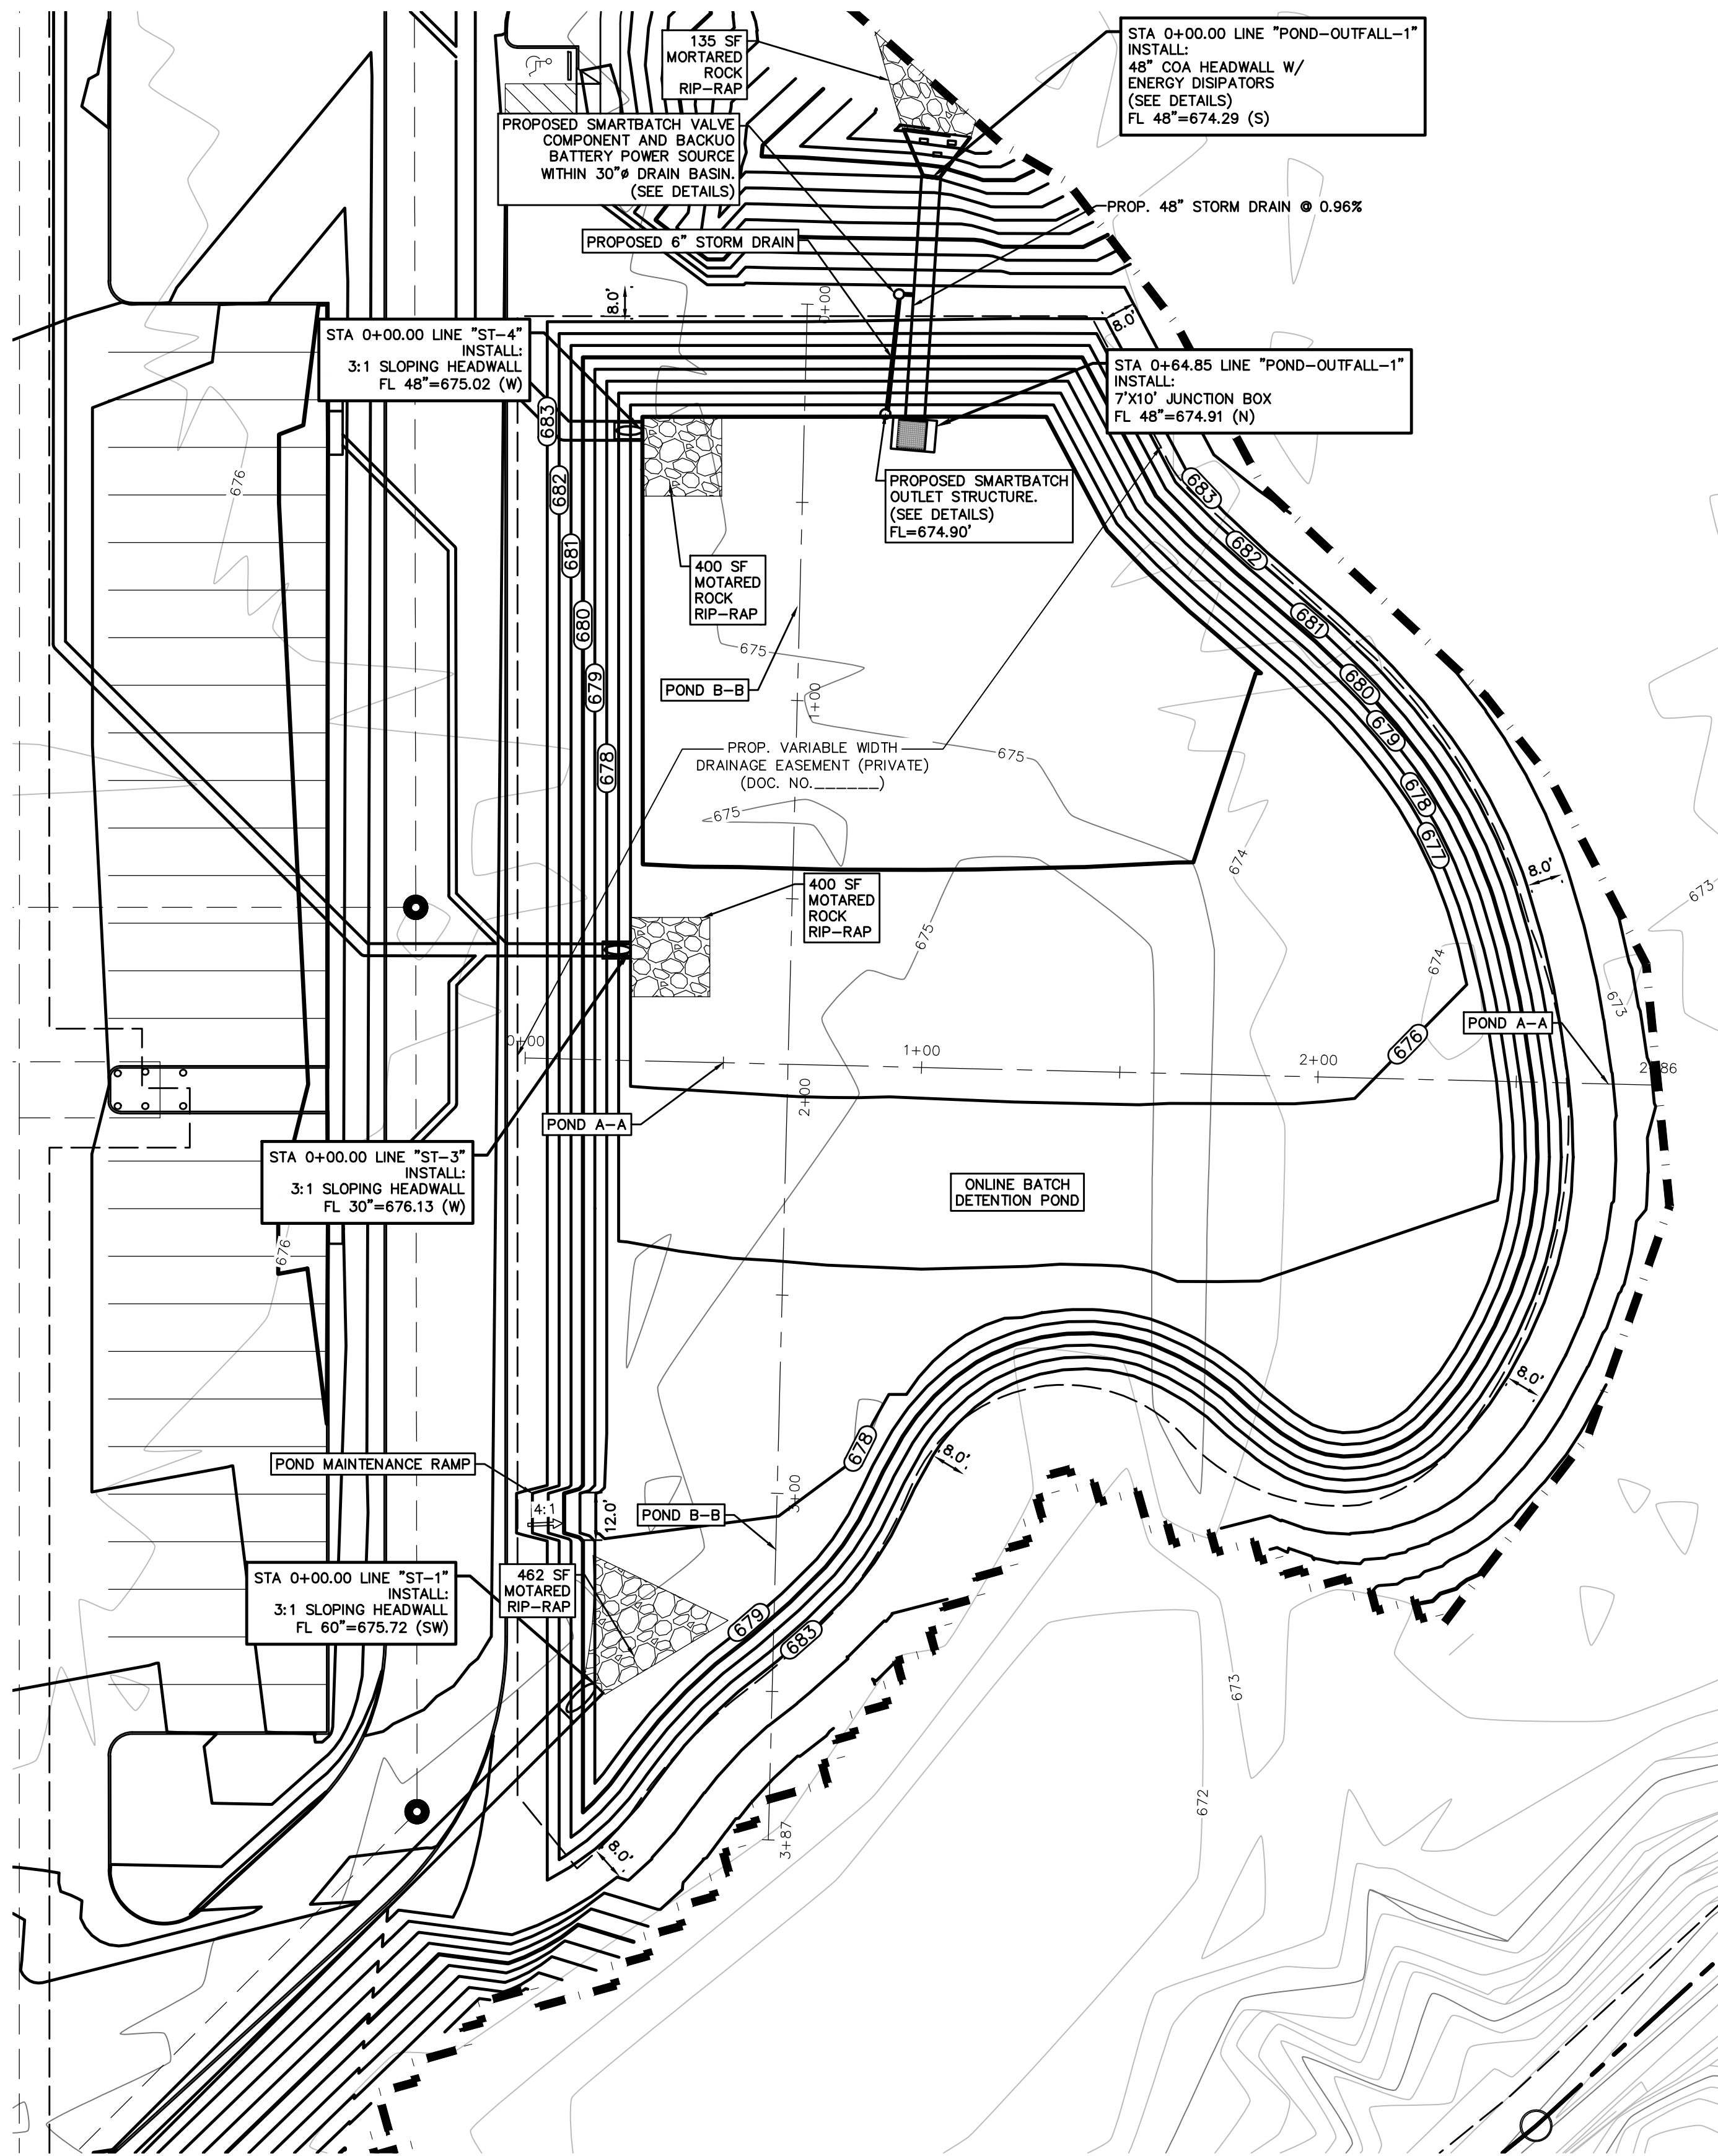 135 SF
MORTARED
ROCK
RIP-RAP
STA 0+00.00 LINE "POND-OUTFALL-1"
INSTALL:
48" COA HEADWALL W/
ENERGY DISIPATORS
(SEE DETAILS)
FL 48"=674.29 (S)
PROPOSED SMARTBATCH VALVE
COMPONENT AND BACKUO
BATTERY POWER SOURCE
WITHIN 30"Ø DRAIN BASIN.
(SEE DETAILS)
PROP. 48" STORM DRAIN @ 0.96%
PROPOSED 6" STORM DRAIN
8.0'
0+00
8.0'
STA 0+00.00 LINE "ST-4"
INSTALL:
3:1 SLOPING HEADWALL
FL 48"=675.02 (W)
STA 0+64.85 LINE "POND-OUTFALL-1"
INSTALL:
7'X10' JUNCTION BOX
FL 48"=674.91 (N)
683
682
681
680
679
678
676
PROPOSED SMARTBATCH
OUTLET STRUCTURE.
(SEE DETAILS)
FL=674.90'
683
682
681
680
679
678
677
400 SF
MOTARED
ROCK
RIP-RAP
675
POND B-B
1+00
PROP. VARIABLE WIDTH
DRAINAGE EASEMENT (PRIVATE)
(DOC. NO.______)
675
675
674
8.0'
673
400 SF
MOTARED
ROCK
RIP-RAP
675
674
673
0+00
1+00
2+00
2+86
676
POND A-A
2+00
POND A-A
STA 0+00.00 LINE "ST-3"
INSTALL:
3:1 SLOPING HEADWALL
FL 30"=676.13 (W)
ONLINE BATCH
DETENTION POND
676
8.0'
678
8.0'
POND MAINTENANCE RAMP
4:1
12.0'
POND B-B
3+00
STA 0+00.00 LINE "ST-1"
INSTALL:
3:1 SLOPING HEADWALL
FL 60"=675.72 (SW)
462 SF
MOTARED
RIP-RAP
679
683
673
672
8.0'
3+87